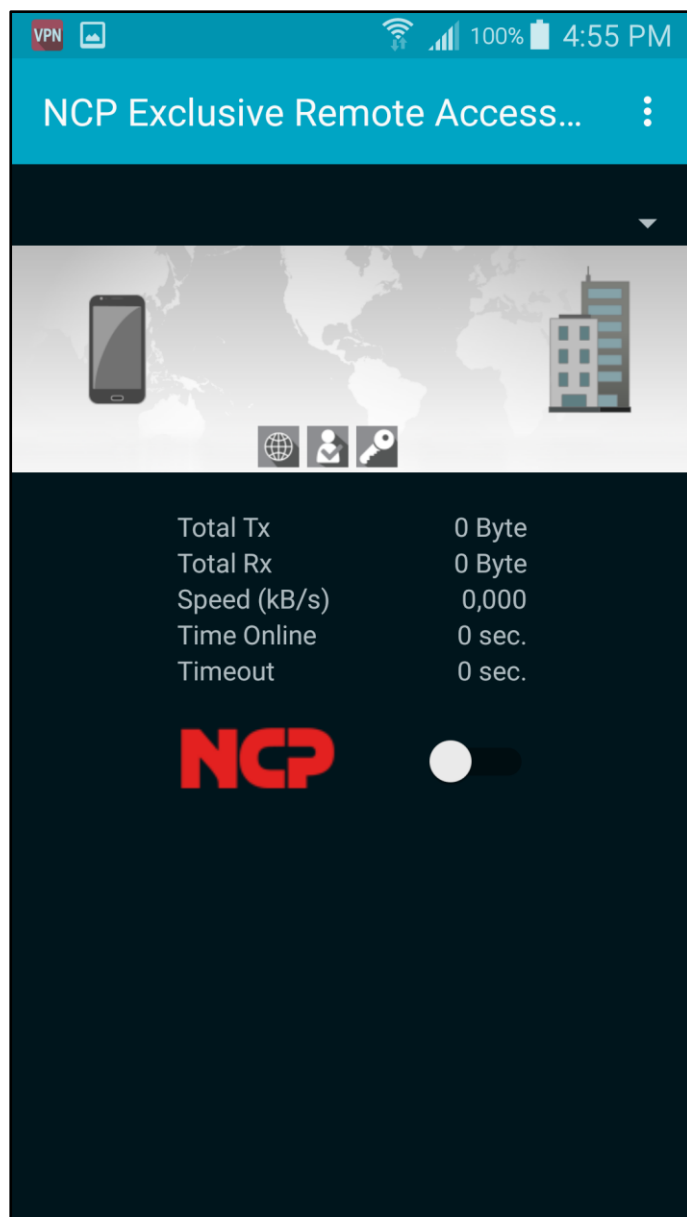 VPN 100% 4:55 PM
NCP Exclusive Remote Access...
Total Tx 0 Byte
Total Rx 0 Byte
Speed (kB/s) 0,000
Time Online 0 sec.
Timeout 0 sec.
NCP